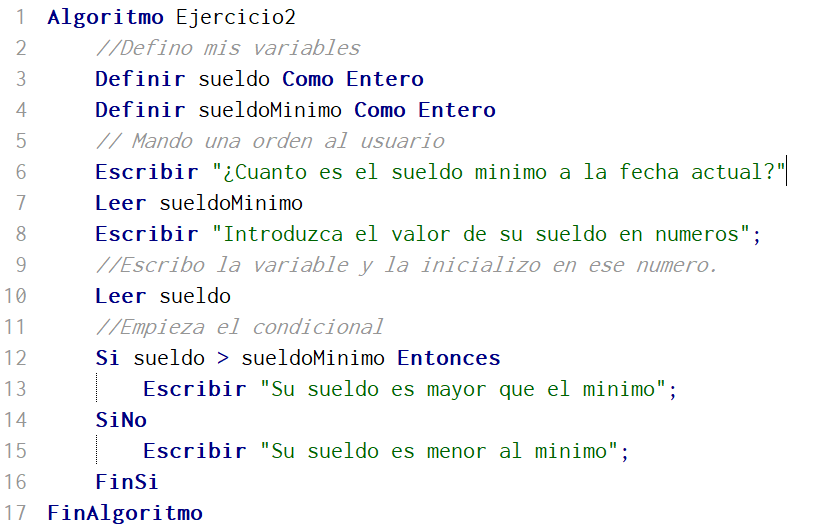 1 Algoritmo Ejercicio2
2 //Defino mis variables
3 Definir sueldo Como Entero
4 Definir sueldoMinimo Como Entero
5 // Mando una orden al usuario
6 Escribir "¿Cuanto es el sueldo minimo a la fecha actual?"
7 Leer sueldoMinimo
8 Escribir "Introduzca el valor de su sueldo en numeros";
9 //Escribo la variable y la inicializo en ese numero.
10 Leer sueldo
11 //Empieza el condicional
12 Si sueldo > sueldoMinimo Entonces
13 Escribir "Su sueldo es mayor que el minimo";
14 SiNo
15 Escribir "Su sueldo es menor al minimo";
16 FinSi
17 FinAlgoritmo